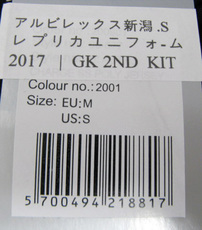 アルビレックス新潟.S
レプリカユニフォーム
2017 | GK 2ND KIT
Colour no.:2001
Size: EU:M
US:S
5 700494 218817